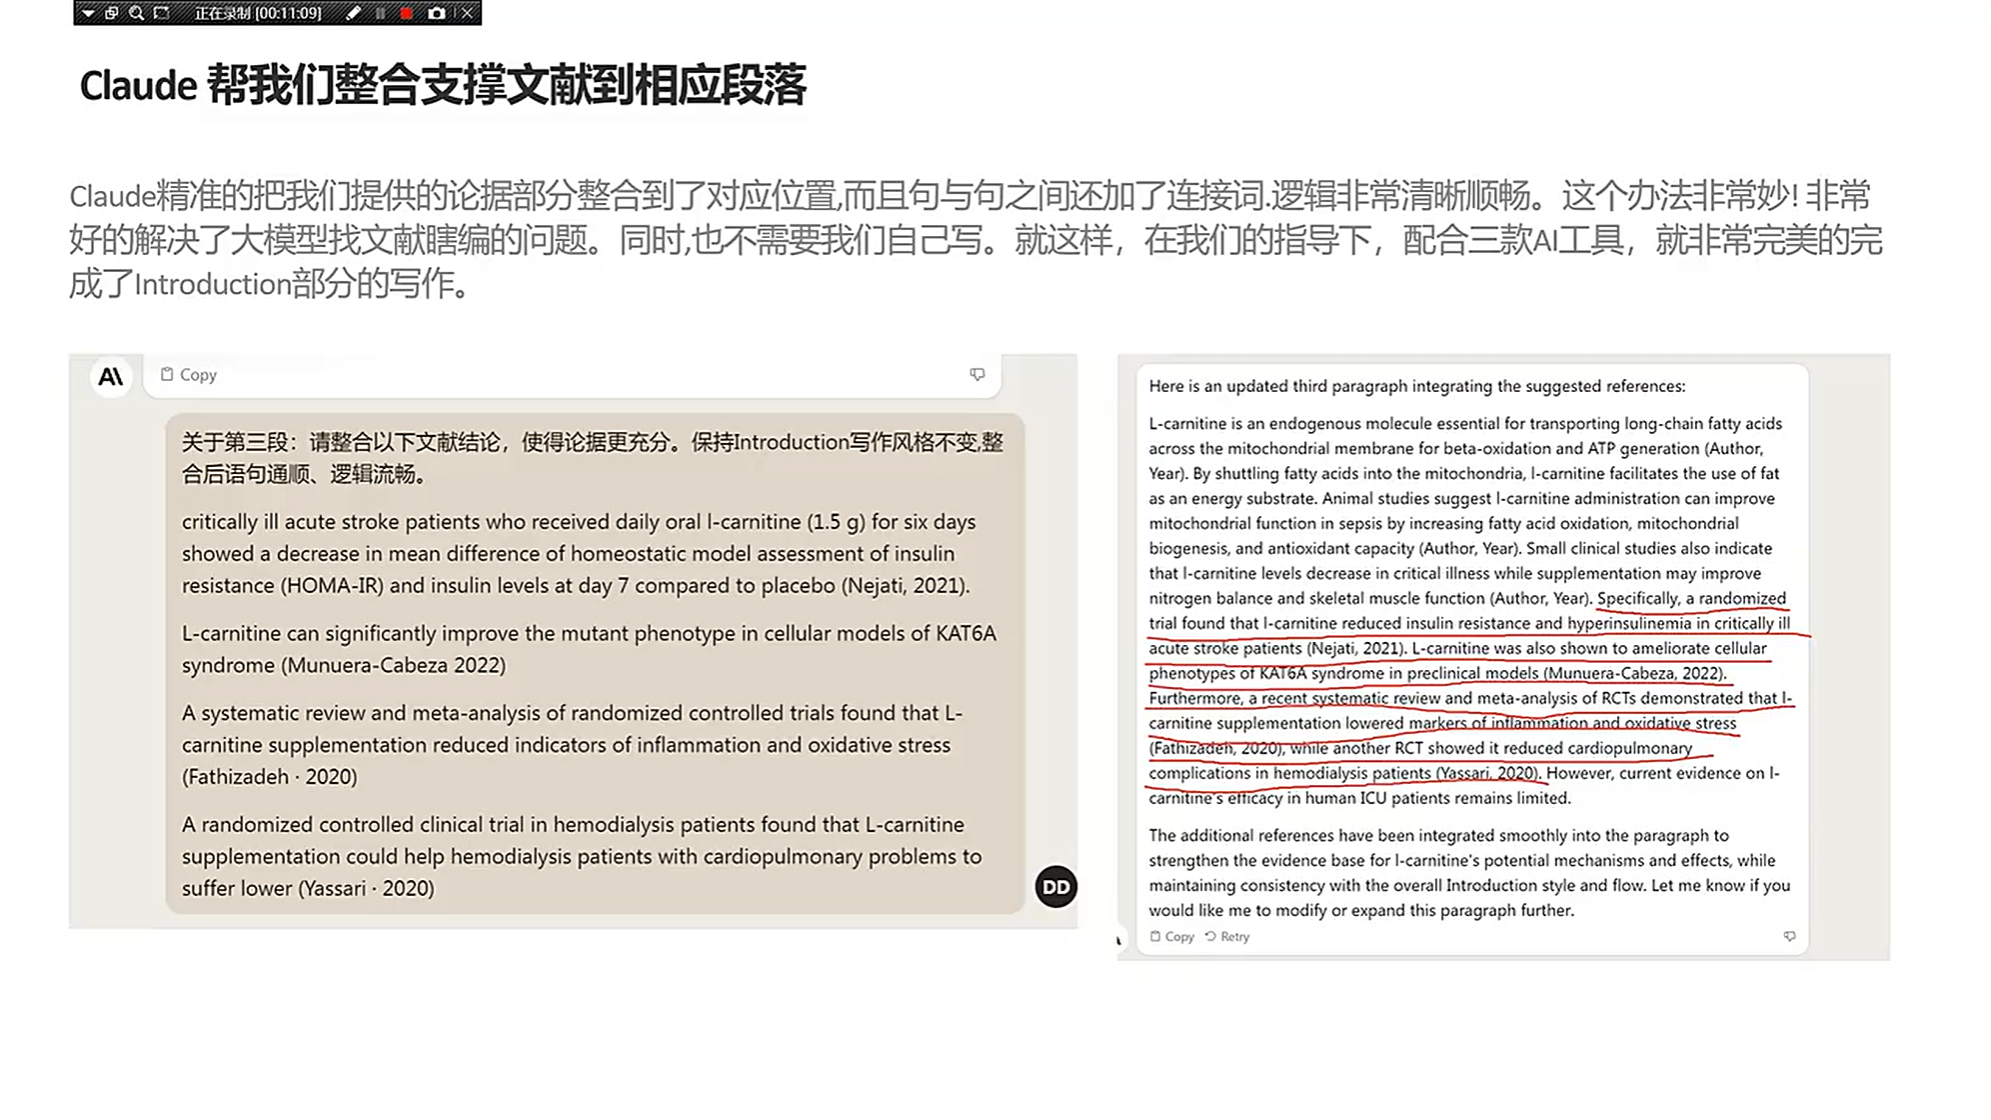 正在录制 [00:11:09]
Claude 帮我们整合支撑文献到相应段落
Claude精准的把我们提供的论据部分整合到了对应位置,而且句与句之间还加了连接词.逻辑非常清晰顺畅。这个办法非常妙! 非常
好的解决了大模型找文献瞎编的问题。同时,也不需要我们自己写。就这样，在我们的指导下，配合三款AI工具，就非常完美的完
成了Introduction部分的写作。
A\
Copy
关于第三段：请整合以下文献结论，使得论据更充分。保持Introduction写作风格不变,整
合后语句通顺、逻辑流畅。
critically ill acute stroke patients who received daily oral l-carnitine (1.5 g) for six days
showed a decrease in mean difference of homeostatic model assessment of insulin
resistance (HOMA-IR) and insulin levels at day 7 compared to placebo (Nejati, 2021).
L-carnitine can significantly improve the mutant phenotype in cellular models of KAT6A
syndrome (Munuera-Cabeza 2022)
A systematic review and meta-analysis of randomized controlled trials found that L-
carnitine supplementation reduced indicators of inflammation and oxidative stress
(Fathizadeh · 2020)
A randomized controlled clinical trial in hemodialysis patients found that L-carnitine
supplementation could help hemodialysis patients with cardiopulmonary problems to
suffer lower (Yassari · 2020)
DD
Here is an updated third paragraph integrating the suggested references:
L-carnitine is an endogenous molecule essential for transporting long-chain fatty acids
across the mitochondrial membrane for beta-oxidation and ATP generation (Author,
Year). By shuttling fatty acids into the mitochondria, l-carnitine facilitates the use of fat
as an energy substrate. Animal studies suggest l-carnitine administration can improve
mitochondrial function in sepsis by increasing fatty acid oxidation, mitochondrial
biogenesis, and antioxidant capacity (Author, Year). Small clinical studies also indicate
that l-carnitine levels decrease in critical illness while supplementation may improve
nitrogen balance and skeletal muscle function (Author, Year). Specifically, a randomized
trial found that l-carnitine reduced insulin resistance and hyperinsulinemia in critically ill
acute stroke patients (Nejati, 2021). L-carnitine was also shown to ameliorate cellular
phenotypes of KAT6A syndrome in preclinical models (Munuera-Cabeza, 2022).
Furthermore, a recent systematic review and meta-analysis of RCTs demonstrated that l-
carnitine supplementation lowered markers of inflammation and oxidative stress
(Fathizadeh, 2020), while another RCT showed it reduced cardiopulmonary
complications in hemodialysis patients (Yassari, 2020). However, current evidence on l-
carnitine's efficacy in human ICU patients remains limited.
The additional references have been integrated smoothly into the paragraph to
strengthen the evidence base for l-carnitine's potential mechanisms and effects, while
maintaining consistency with the overall Introduction style and flow. Let me know if you
would like me to modify or expand this paragraph further.
Copy Retry